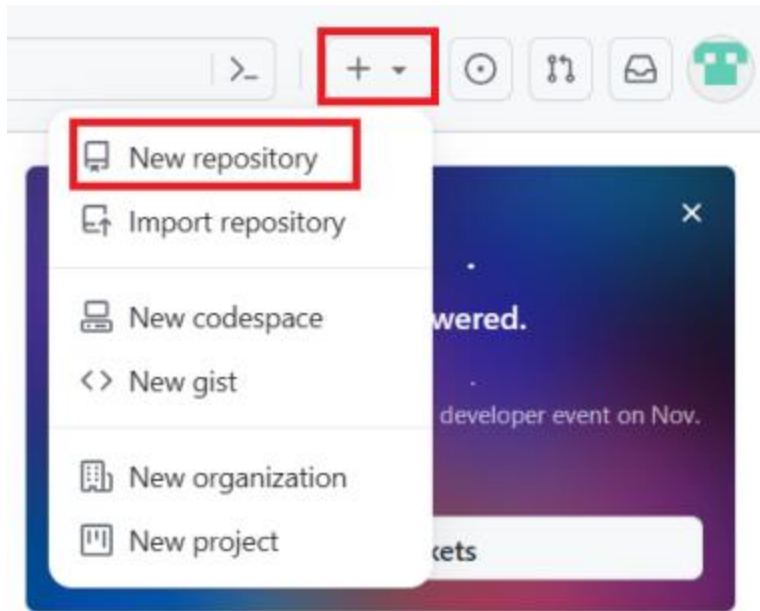 New repository
Import repository
New codespace
wered.
New gist
developer event on Nov.
New organization
New project
kets